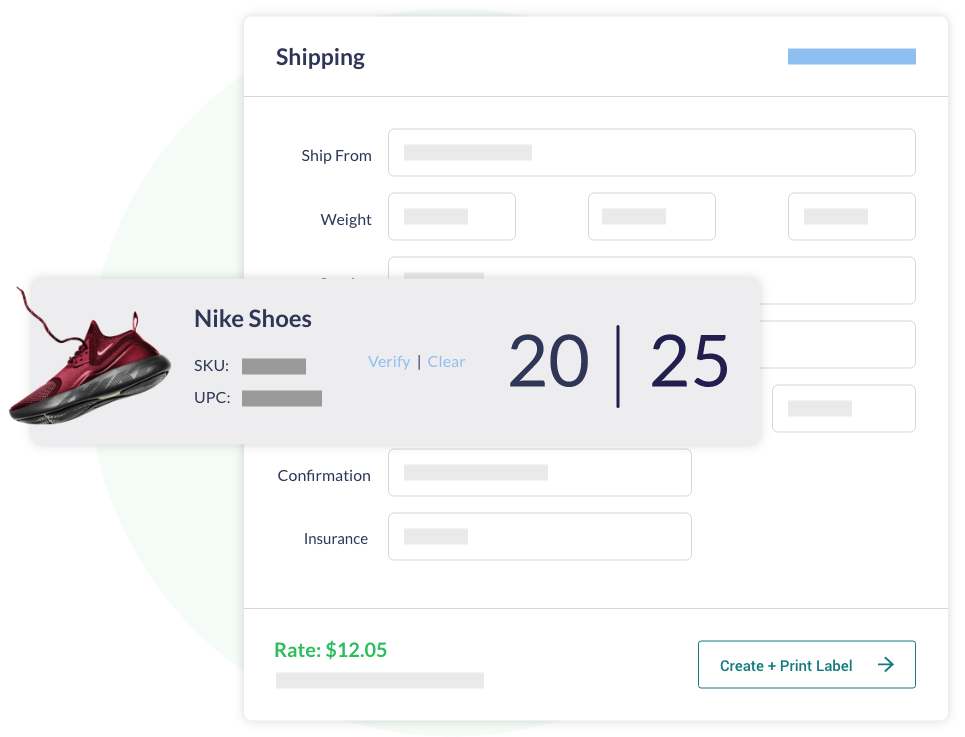 Shipping
Ship From
Weight
Nike Shoes
SKU:
Verify | Clear
20 | 25
UPC:
Confirmation
Insurance
Rate: $12.05
Create + Print Label